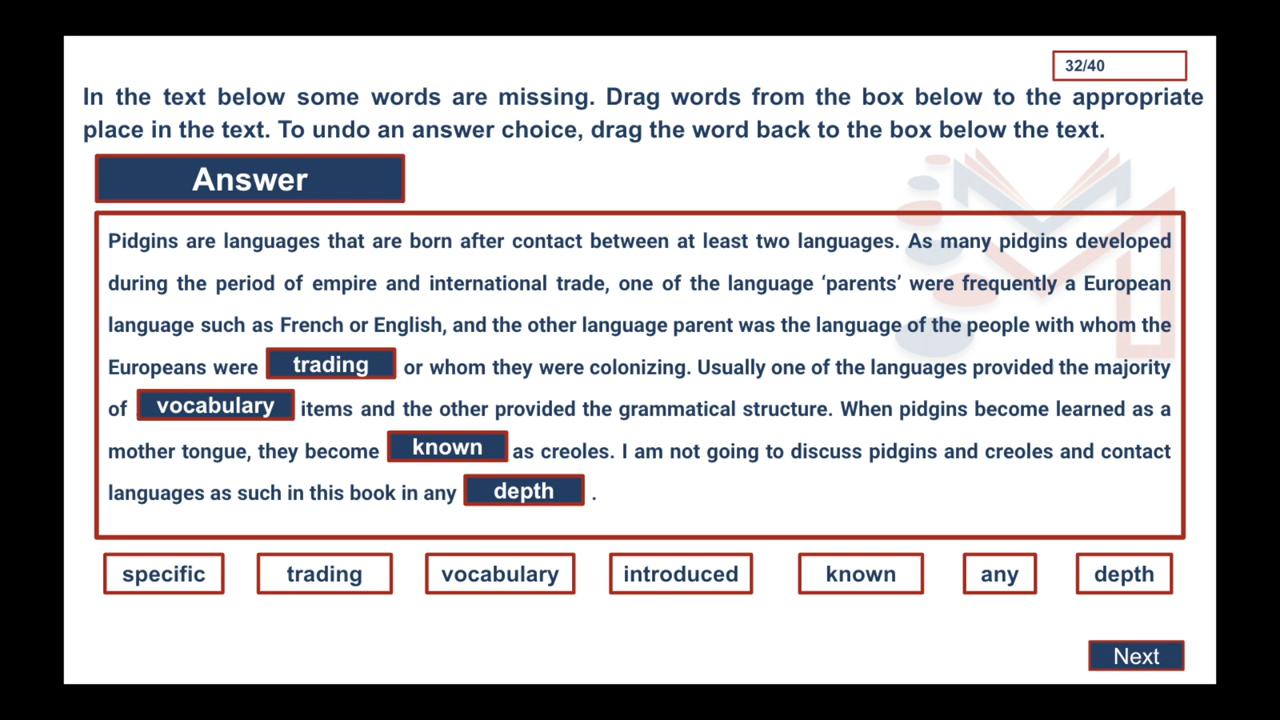 32/40
In the text below some words are missing. Drag words from the box below to the appropriate
place in the text. To undo an answer choice, drag the word back to the box below the text.
Answer
Pidgins are languages that are born after contact between at least two languages. As many pidgins developed
during the period of empire and international trade, one of the language ‘parents’ were frequently a European
language such as French or English, and the other language parent was the language of the people with whom the
Europeans were trading or whom they were colonizing. Usually one of the languages provided the majority
of vocabulary items and the other provided the grammatical structure. When pidgins become learned as a
mother tongue, they become known as creoles. I am not going to discuss pidgins and creoles and contact
languages as such in this book in any depth .
specific trading vocabulary introduced known any depth
Next